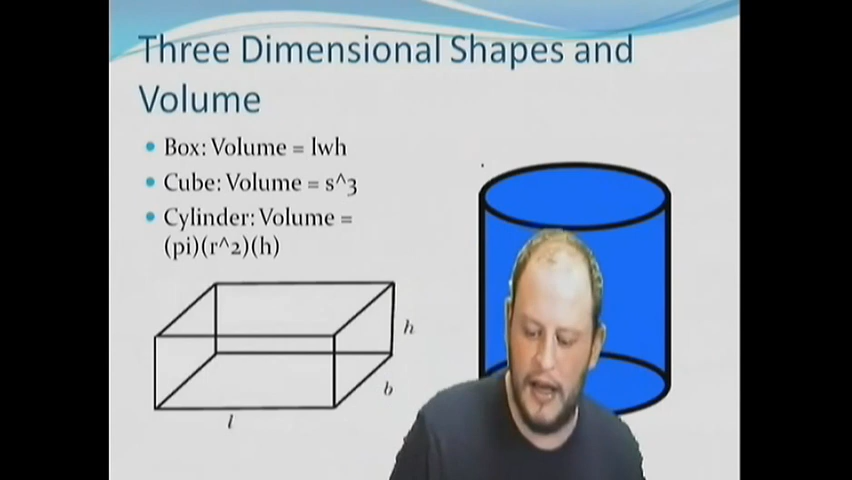 Three Dimensional Shapes and
Volume
Box: Volume = lwh
Cube: Volume = s^3
Cylinder: Volume =
(pi)(r^2)(h)
h
b
l